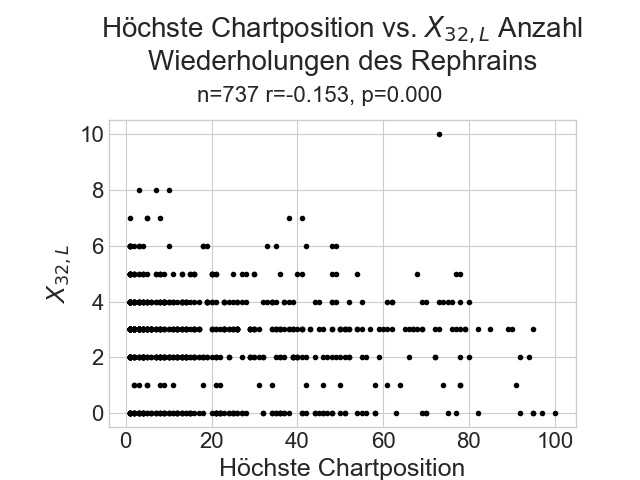 Höchste Chartposition vs. X₃₂,L Anzahl
Wiederholungen des Rephrains
n=737 r=-0.153, p=0.000
10
8
6
4
2
0
X₃₂,L
0 20 40 60 80 100
Höchste Chartposition